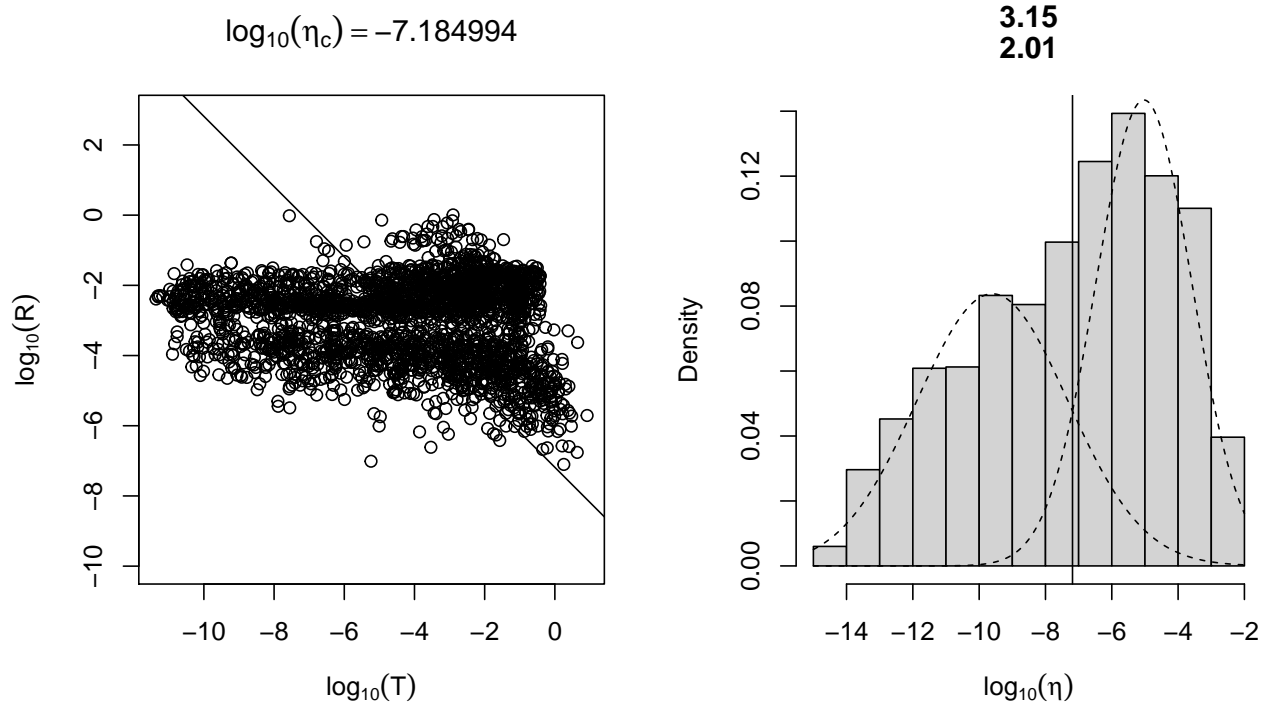 log₁₀(ηc) = −7.184994
2
0
−2
−4
−6
−8
−10
log₁₀(R)
−10 −8 −6 −4 −2 0
log₁₀(T)
3.15
2.01
0.12
0.08
0.04
0.00
Density
−14 −12 −10 −8 −6 −4 −2
log₁₀(η)